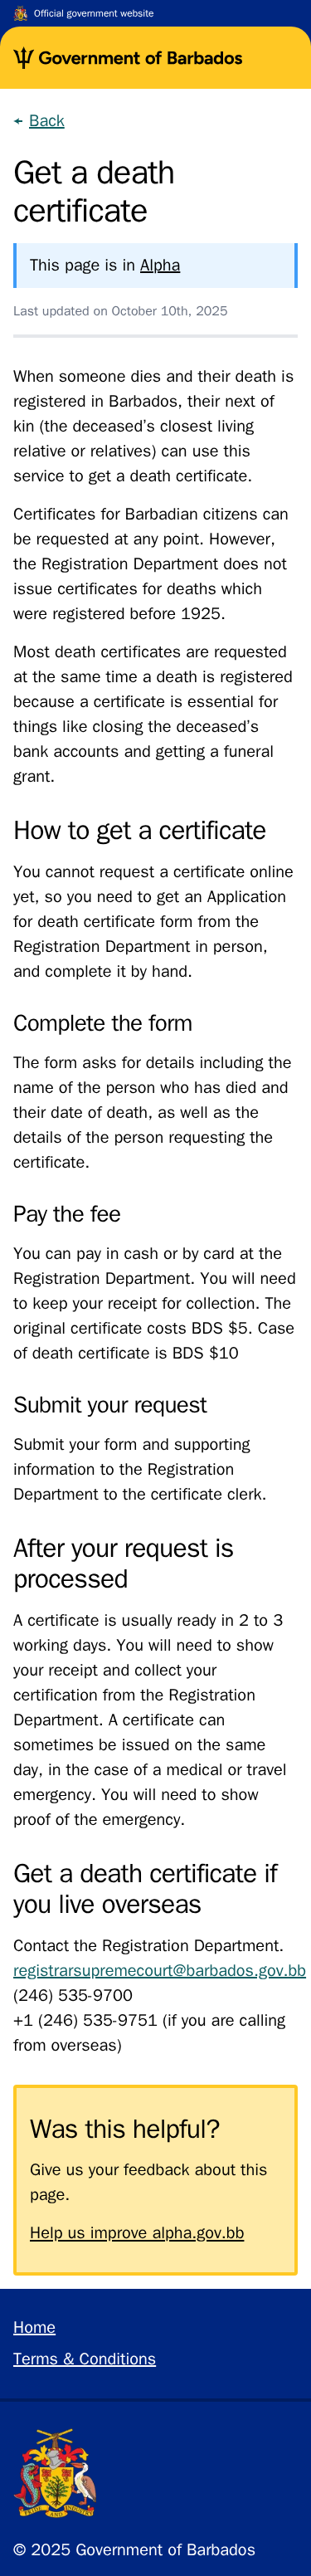 Official government website
Government of Barbados
Back
Get a death
certificate
This page is in Alpha
Last updated on October 10th, 2025
When someone dies and their death is
registered in Barbados, their next of
kin (the deceased's closest living
relative or relatives) can use this
service to get a death certificate.
Certificates for Barbadian citizens can
be requested at any point. However,
the Registration Department does not
issue certificates for deaths which
were registered before 1925.
Most death certificates are requested
at the same time a death is registered
because a certificate is essential for
things like closing the deceased's
bank accounts and getting a funeral
grant.
How to get a certificate
You cannot request a certificate online
yet, so you need to get an Application
for death certificate form from the
Registration Department in person,
and complete it by hand.
Complete the form
The form asks for details including the
name of the person who has died and
their date of death, as well as the
details of the person requesting the
certificate.
Pay the fee
You can pay in cash or by card at the
Registration Department. You will need
to keep your receipt for collection. The
original certificate costs BDS $5. Case
of death certificate is BDS $10
Submit your request
Submit your form and supporting
information to the Registration
Department to the certificate clerk.
After your request is
processed
A certificate is usually ready in 2 to 3
working days. You will need to show
your receipt and collect your
certification from the Registration
Department. A certificate can
sometimes be issued on the same
day, in the case of a medical or travel
emergency. You will need to show
proof of the emergency.
Get a death certificate if
you live overseas
Contact the Registration Department.
registrarsupremecourt@barbados.gov.bb
(246) 535-9700
+1 (246) 535-9751 (if you are calling
from overseas)
Was this helpful?
Give us your feedback about this
page.
Help us improve alpha.gov.bb
Home
Terms & Conditions
PRIDE AND INDUSTRY
© 2025 Government of Barbados